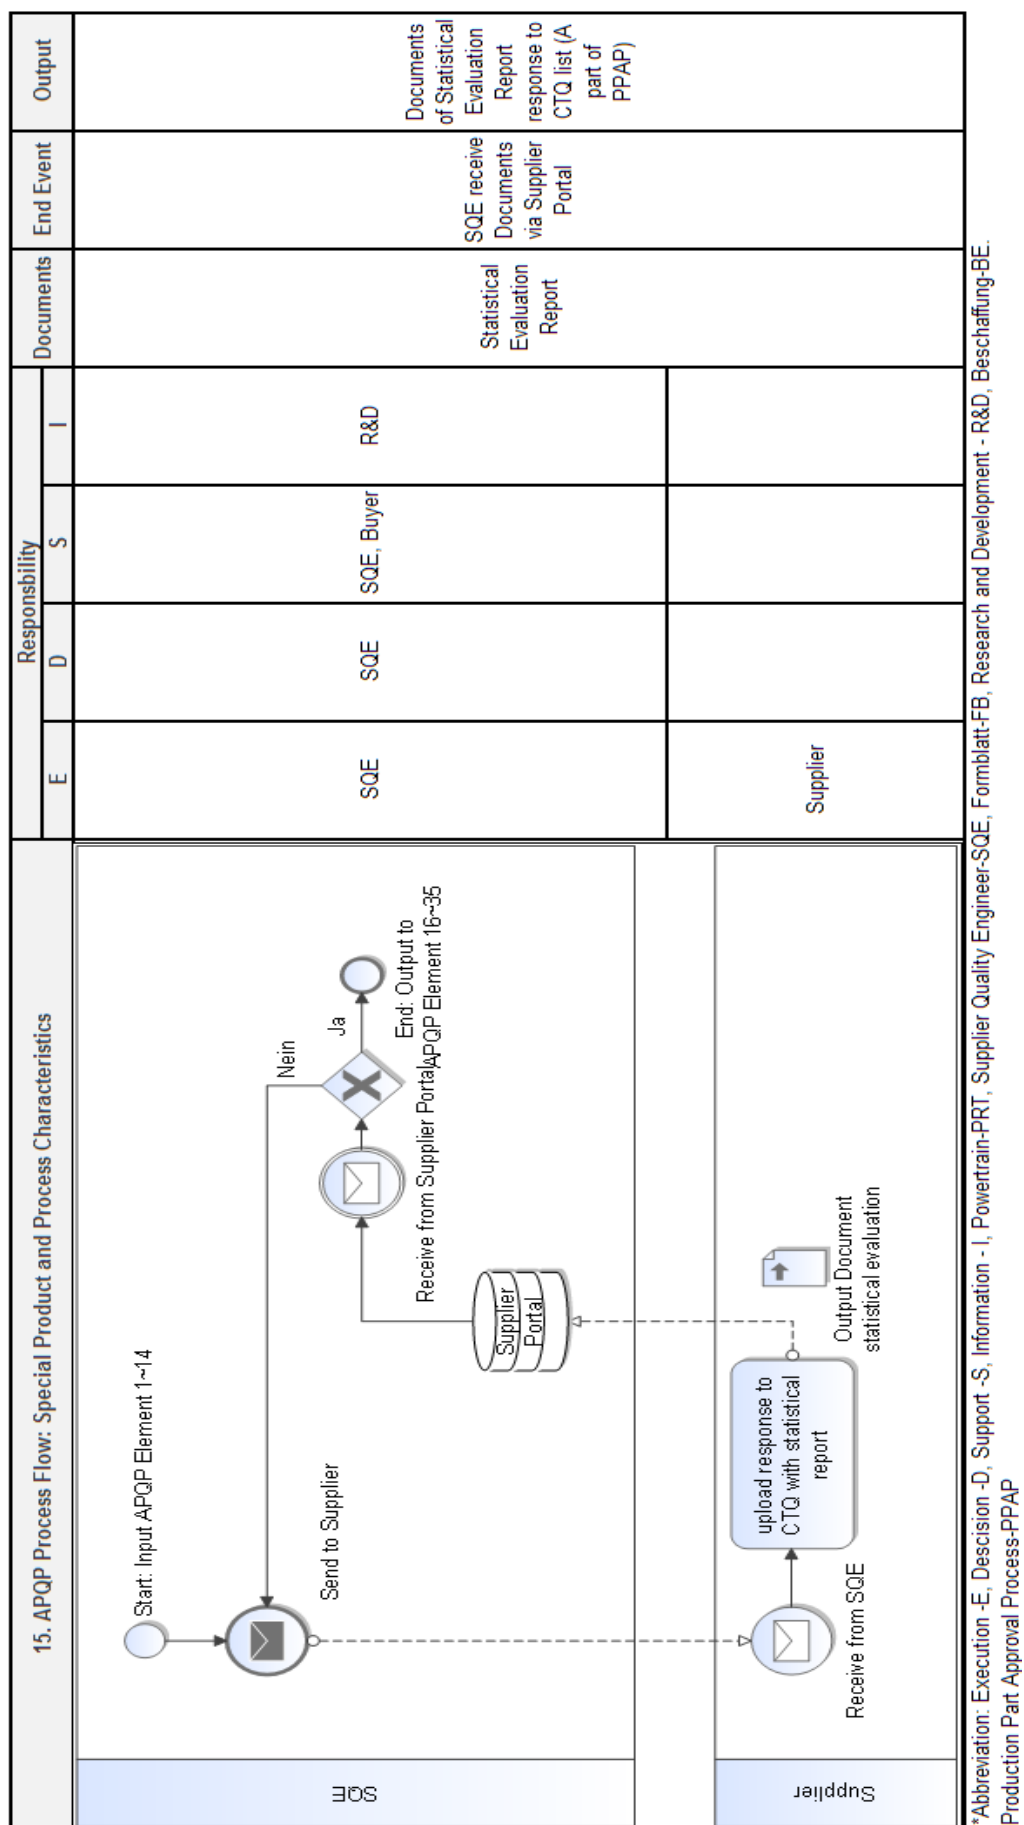 15. APQP Process Flow: Special Product and Process Characteristics
Responsbility
Documents
End Event
Output
E
D
S
I
SQE
Start: Input APQP Element 1~14
Send to Supplier
Nein
Ja
End: Output to
APQP Element 16~35
Receive from Supplier Portal
Supplier
Portal
SQE
SQE
SQE, Buyer
R&D
Statistical
Evaluation
Report
SQE receive
Documents
via Supplier
Portal
Documents
of Statistical
Evaluation
Report
response to
CTQ list (A
part of
PPAP)
Supplier
Receive from SQE
upload response to
CTQ with statistical
report
Output Document
statistical evaluation
Supplier
*Abbreviation: Execution -E, Descision -D, Support -S, Information - I, Powertrain-PRT, Supplier Quality Engineer-SQE, Formblatt-FB, Research and Development - R&D, Beschaffung-BE.
Production Part Approval Process-PPAP